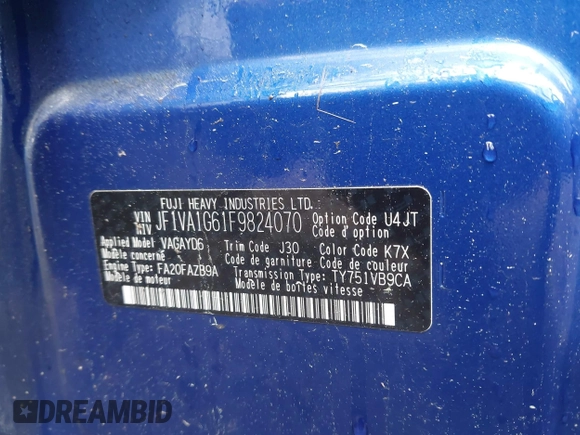 FUJI HEAVY INDUSTRIES LTD.
VIN JF1VA1G61F9824070 Option Code U4JT
NIV Code d'option
Applied Model VAGAYD6 Trim Code J30 Color Code K7X
Modèle concerné Code de garniture Code de couleur
Engine Type: FA20FAZB9A Transmission Type: TY751VB9CA
Modèle de moteur Modèle de boîtes vitesse
DREAMBID